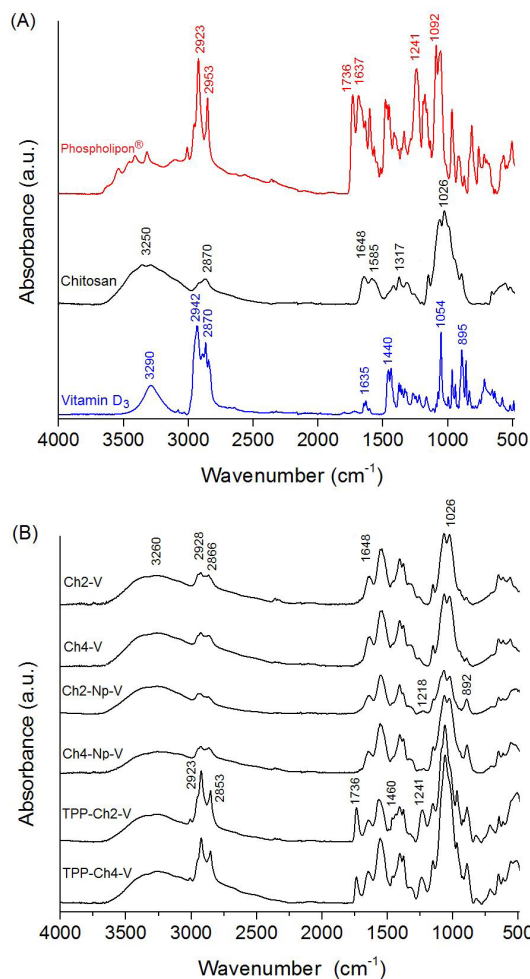 (A)
2923
2953
1736
1637
1241
1092
Phospholipon®
3250
2870
1648
1585
1317
1026
Chitosan
3290
2942
2870
1635
1440
1054
895
Vitamin D3
Absorbance (a.u.)
4000 3500 3000 2500 2000 1500 1000 500
Wavenumber (cm-1)
(B)
3260
2928
2866
1648
1026
Ch2-V
Ch4-V
1218
892
Ch2-Np-V
Ch4-Np-V
2923
2853
1736
1460
1241
TPP-Ch2-V
TPP-Ch4-V
Absorbance (a.u.)
4000 3500 3000 2500 2000 1500 1000 500
Wavenumber (cm-1)